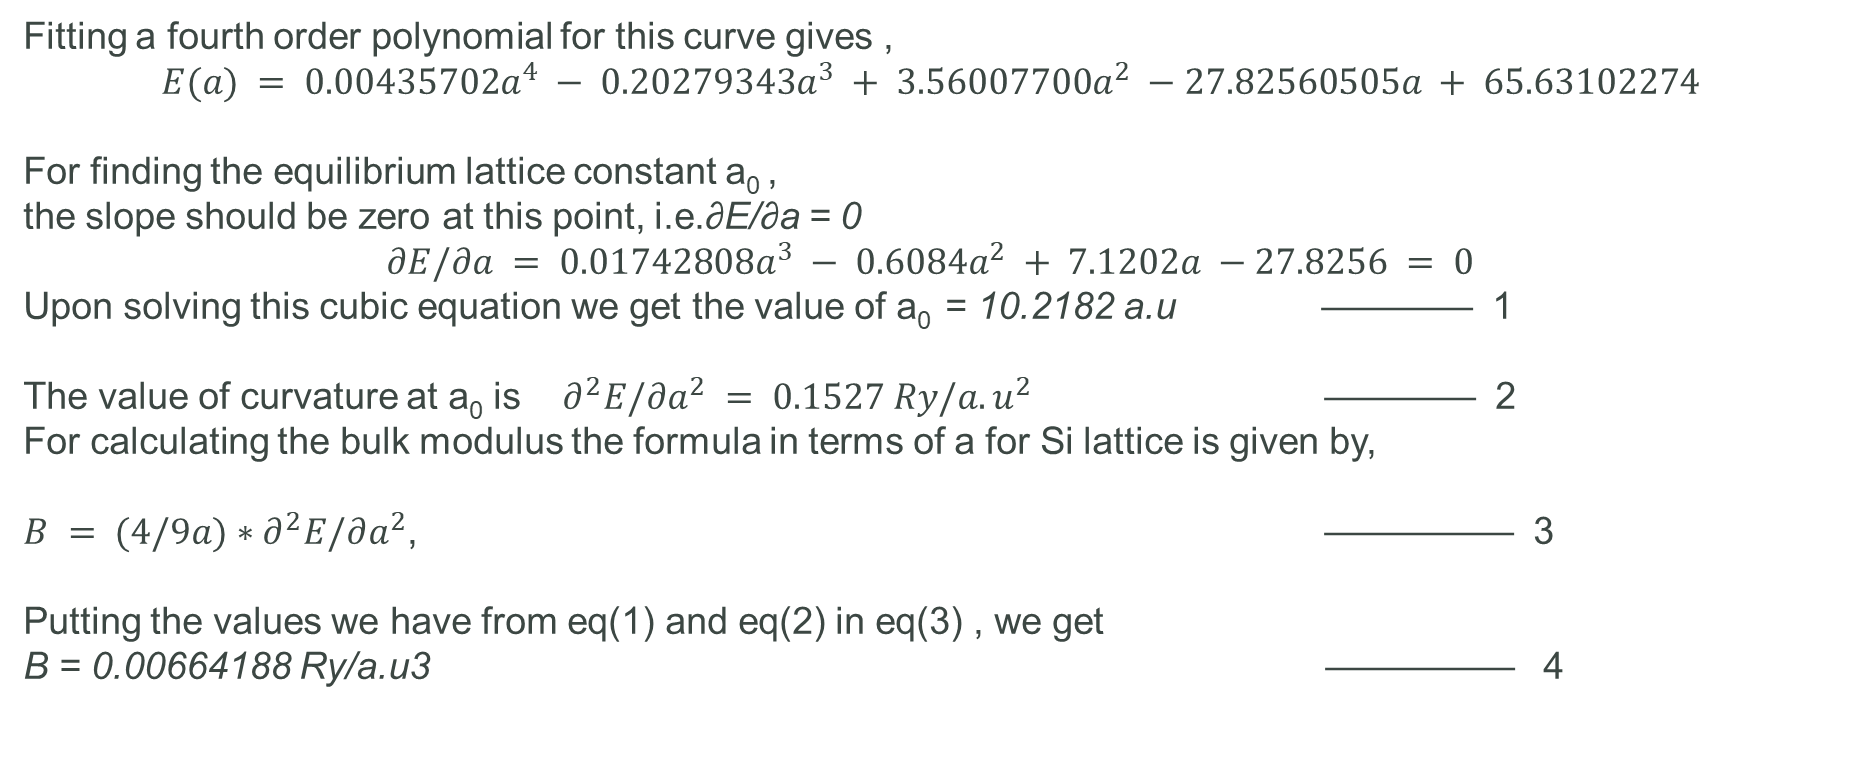 Fitting a fourth order polynomial for this curve gives ,
E(a) = 0.00435702a⁴ − 0.20279343a³ + 3.56007700a² − 27.82560505a + 65.63102274
For finding the equilibrium lattice constant a₀ ,
the slope should be zero at this point, i.e.∂E/∂a = 0
∂E/∂a = 0.01742808a³ − 0.6084a² + 7.1202a − 27.8256 = 0
Upon solving this cubic equation we get the value of a₀ = 10.2182 a.u ——— 1
The value of curvature at a₀ is ∂²E/∂a² = 0.1527 Ry/a.u² ——— 2
For calculating the bulk modulus the formula in terms of a for Si lattice is given by,
B = (4/9a) ∗ ∂²E/∂a², ——— 3
Putting the values we have from eq(1) and eq(2) in eq(3) , we get
B = 0.00664188 Ry/a.u3 ——— 4